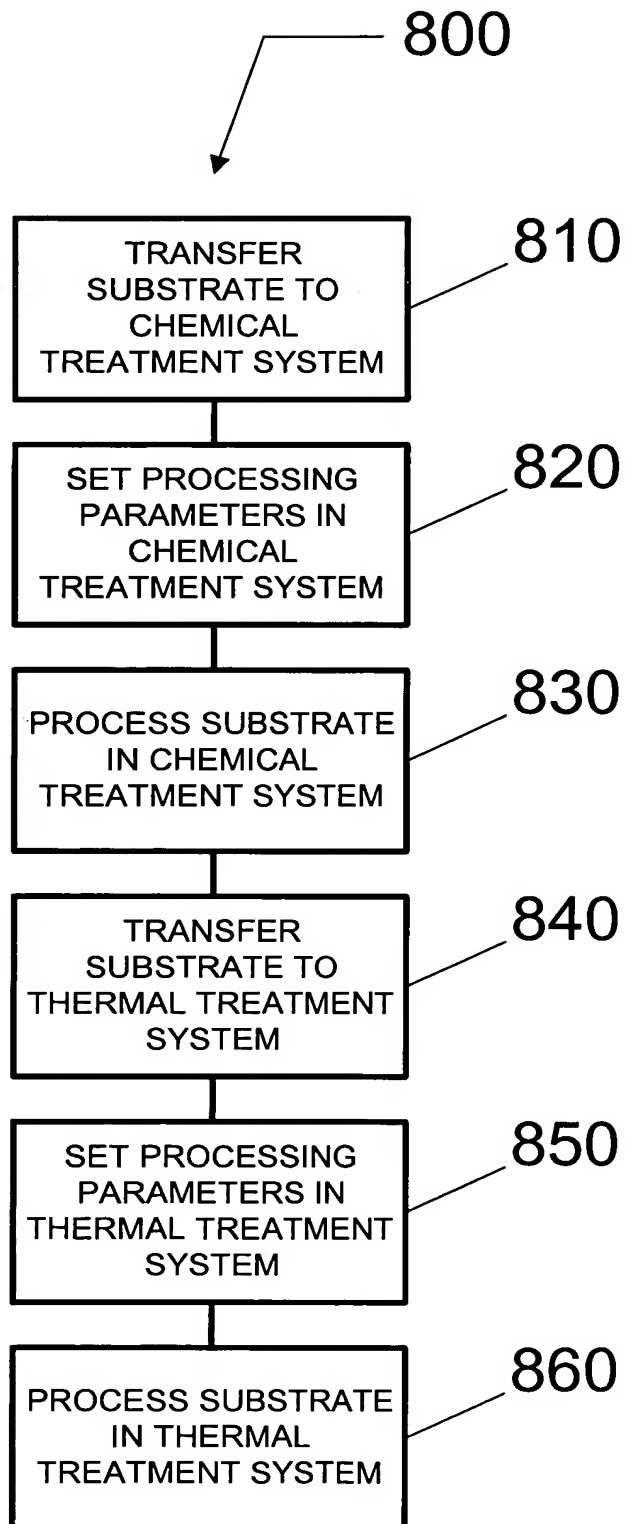 800
TRANSFER
SUBSTRATE TO
CHEMICAL
TREATMENT SYSTEM
810
SET PROCESSING
PARAMETERS IN
CHEMICAL
TREATMENT SYSTEM
820
PROCESS SUBSTRATE
IN CHEMICAL
TREATMENT SYSTEM
830
TRANSFER
SUBSTRATE TO
THERMAL TREATMENT
SYSTEM
840
SET PROCESSING
PARAMETERS IN
THERMAL TREATMENT
SYSTEM
850
PROCESS SUBSTRATE
IN THERMAL
TREATMENT SYSTEM
860